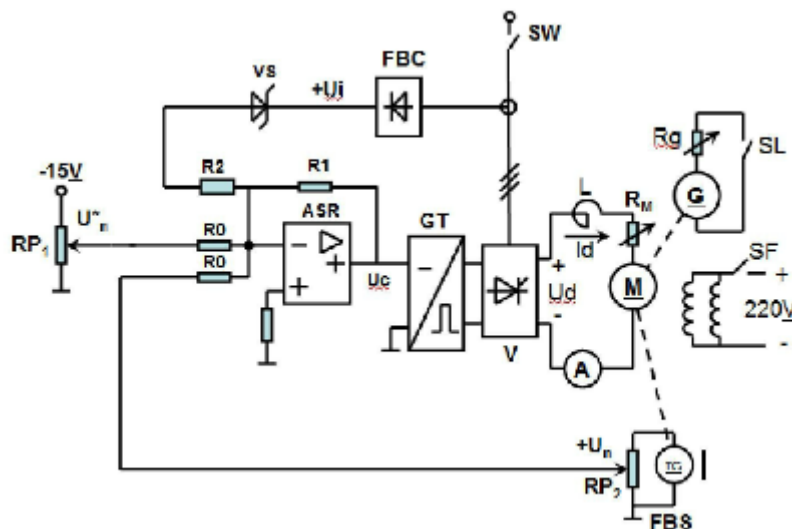 SW
FBC
VS
+Ui
R2
R1
-15V
U*n
RP1
R0
R0
ASR
GT
Uc
L
RM
Id
+
Ud
-
V
M
A
Rg
SL
G
SF
+
220V
-
+Un
RP2
TG
FBS